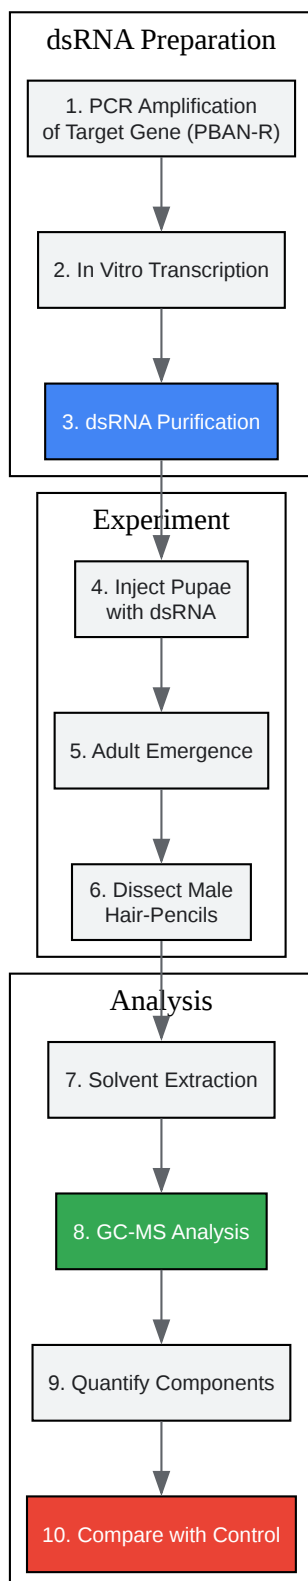 dsRNA Preparation
1. PCR Amplification
of Target Gene (PBAN-R)
2. In Vitro Transcription
3. dsRNA Purification
Experiment
4. Inject Pupae
with dsRNA
5. Adult Emergence
6. Dissect Male
Hair-Pencils
Analysis
7. Solvent Extraction
8. GC-MS Analysis
9. Quantify Components
10. Compare with Control